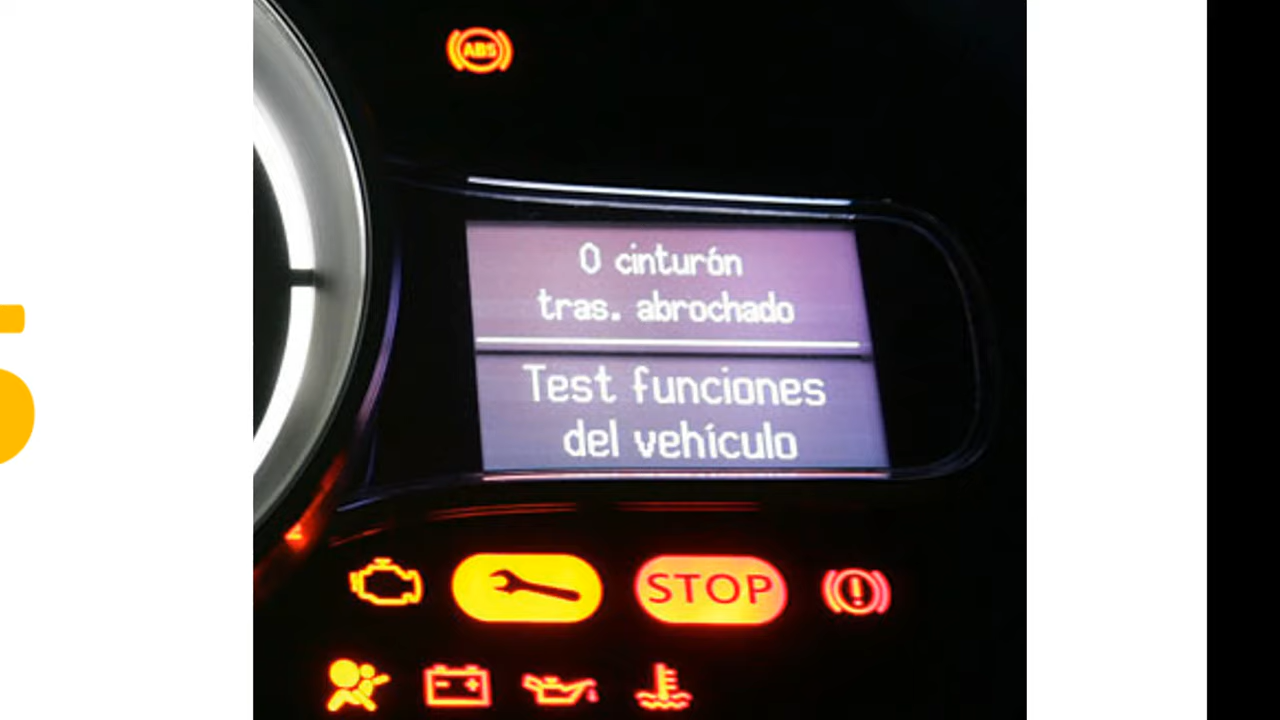 ABS
0 cinturón
tras. abrochado
Test funciones
del vehículo
STOP